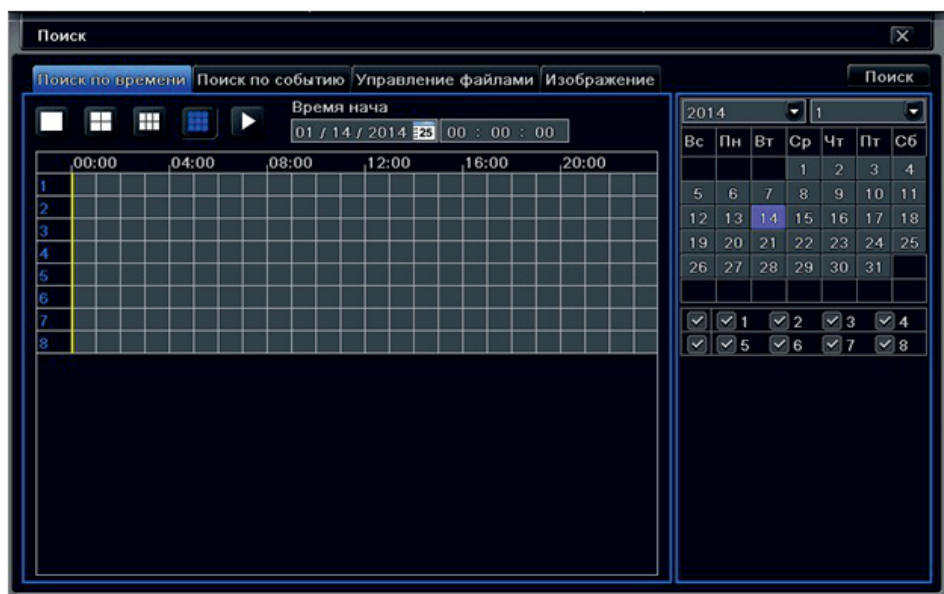 Поиск
Поиск по времени Поиск по событию Управление файлами Изображение
Поиск
Время нача
01 / 14 / 2014 25 00 : 00 : 00
00:00 04:00 08:00 12:00 16:00 20:00
1
2
3
4
5
6
7
8
2014 1
Вс Пн Вт Ср Чт Пт Сб
1 2 3 4
5 6 7 8 9 10 11
12 13 14 15 16 17 18
19 20 21 22 23 24 25
26 27 28 29 30 31
1 2 3 4
5 6 7 8